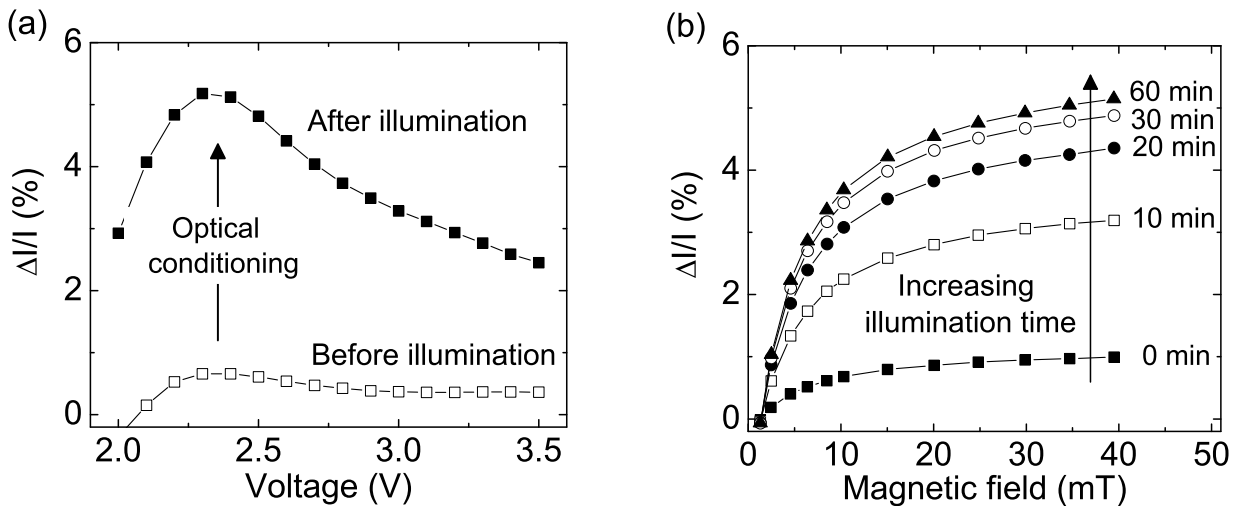 (a)
6
4
2
0
ΔI/I (%)
After illumination
Optical
conditioning
Before illumination
2.0 2.5 3.0 3.5
Voltage (V)
(b)
6
4
2
0
ΔI/I (%)
60 min
30 min
20 min
10 min
Increasing
illumination time
0 min
0 10 20 30 40 50
Magnetic field (mT)